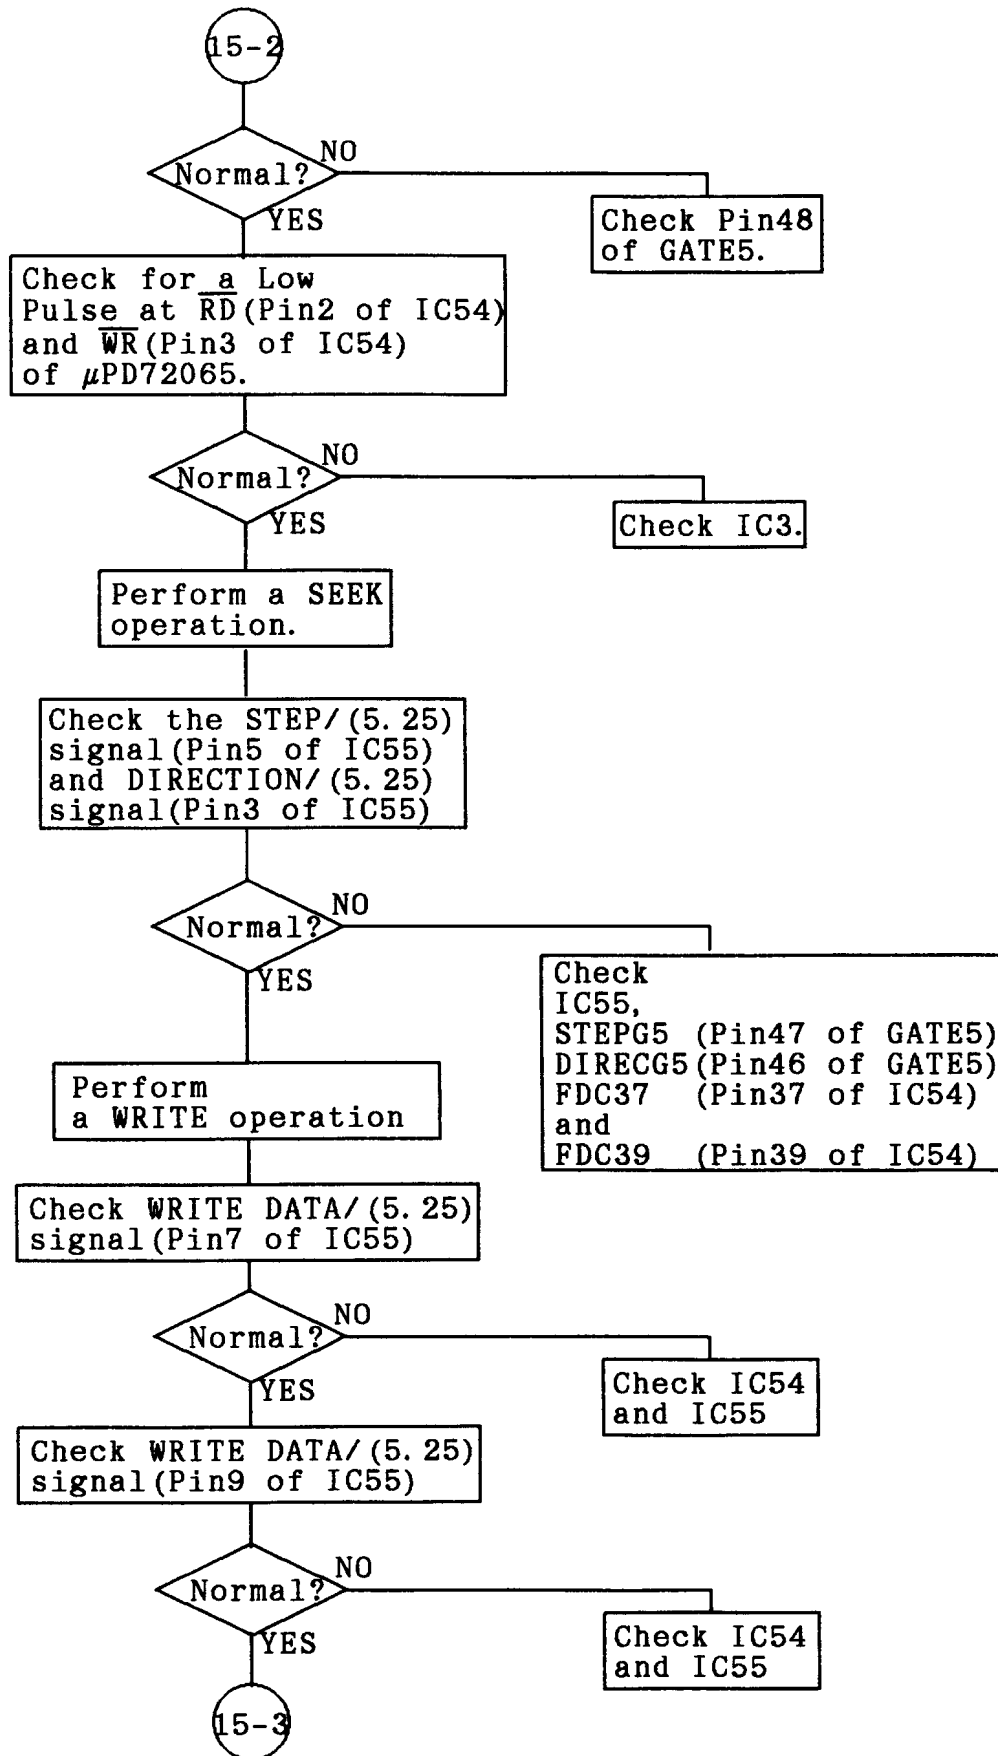 15-2
NO
Normal?
YES
Check Pin48
of GATE5.
Check for a Low
Pulse at R̅D̅(Pin2 of IC54)
and W̅R̅(Pin3 of IC54)
of μPD72065.
NO
Normal?
YES
Check IC3.
Perform a SEEK
operation.
Check the STEP/(5.25)
signal(Pin5 of IC55)
and DIRECTION/(5.25)
signal(Pin3 of IC55)
NO
Normal?
YES
Check
IC55,
STEPG5 (Pin47 of GATE5)
DIRECG5(Pin46 of GATE5)
FDC37 (Pin37 of IC54)
and
FDC39 (Pin39 of IC54)
Perform
a WRITE operation
Check WRITE DATA/(5.25)
signal(Pin7 of IC55)
NO
Normal?
YES
Check IC54
and IC55
Check WRITE DATA/(5.25)
signal(Pin9 of IC55)
NO
Normal?
YES
Check IC54
and IC55
15-3